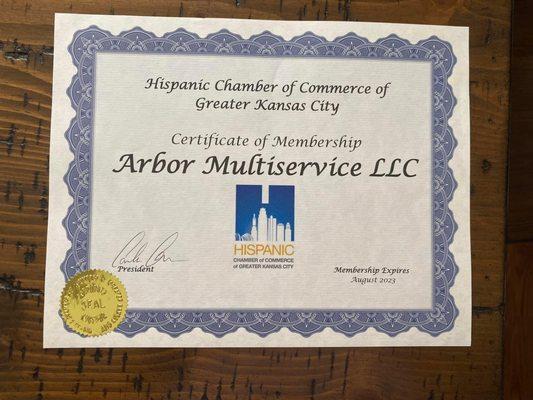 Hispanic Chamber of Commerce of
Greater Kansas City
Certificate of Membership
Arbor Multiservice LLC
HISPANIC
CHAMBER of COMMERCE
of GREATER KANSAS CITY
President
Membership Expires
August 2023
SEAL